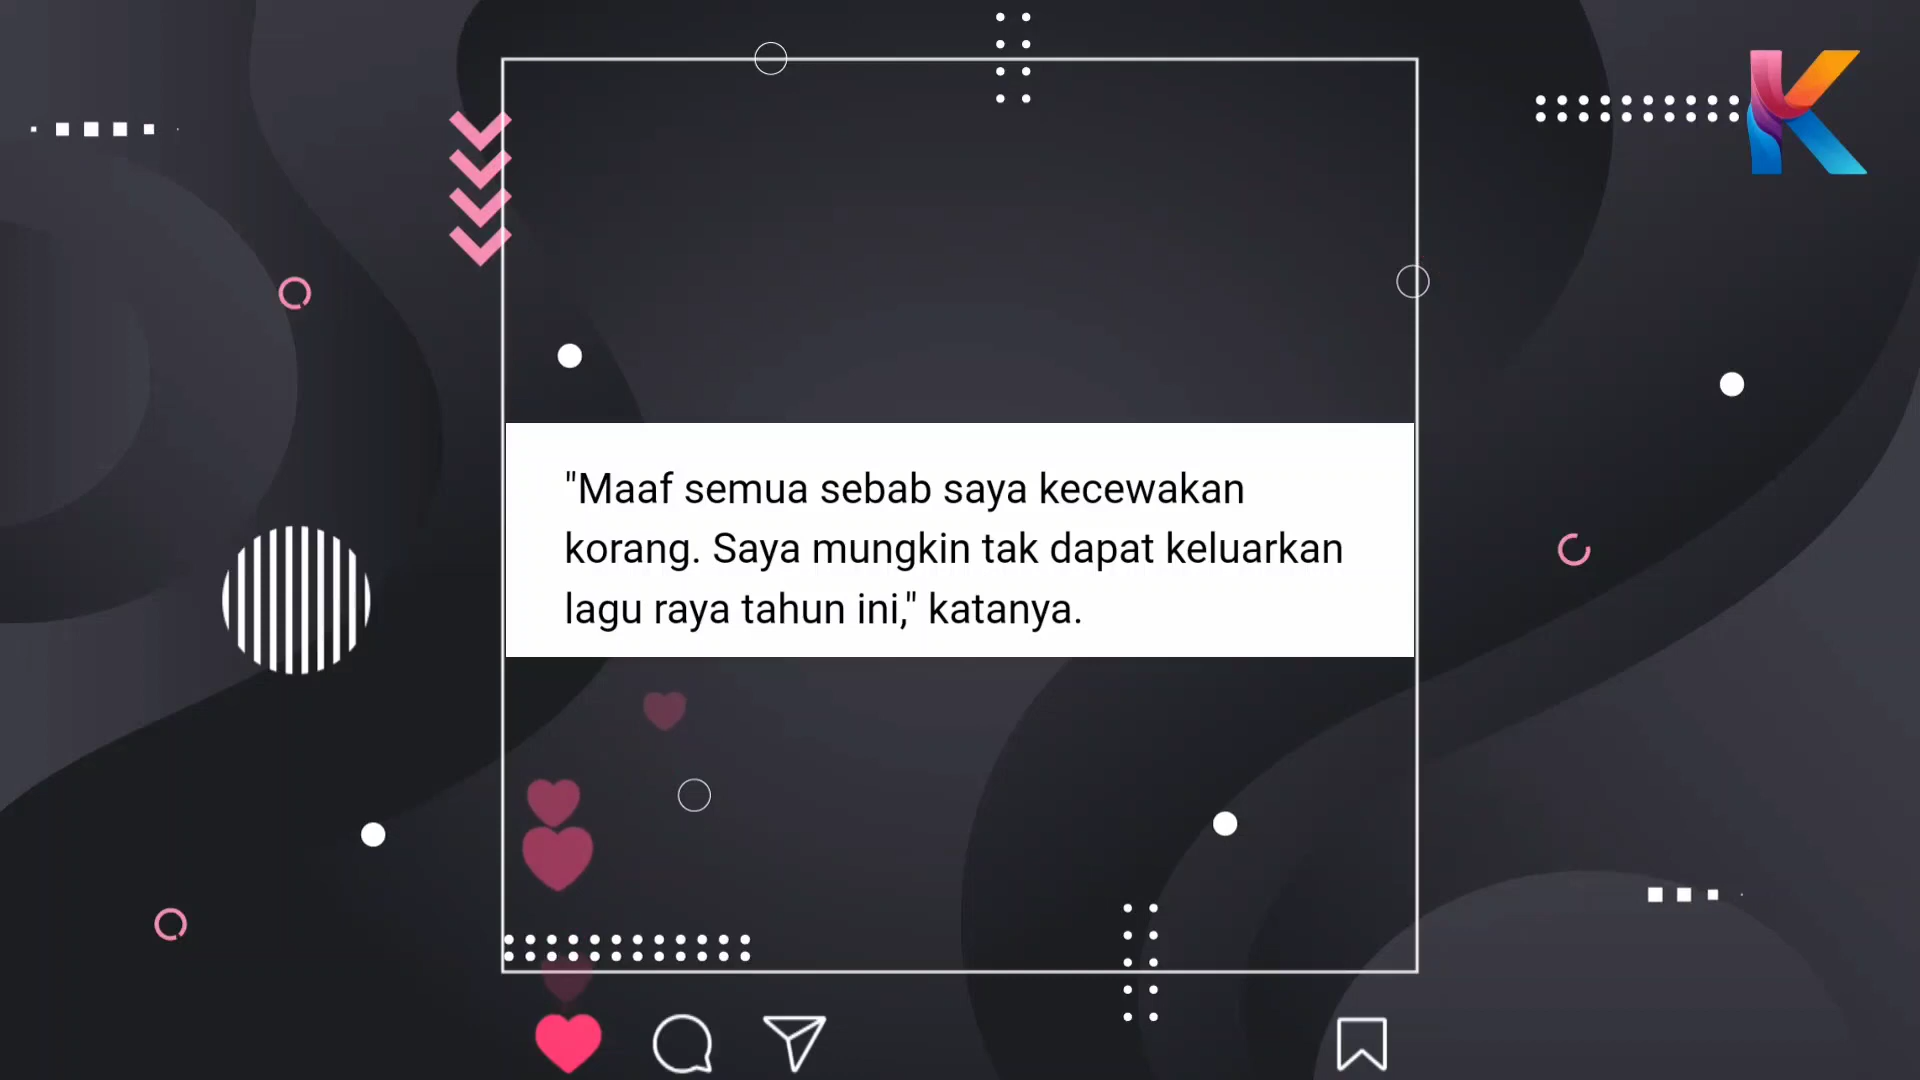 K
"Maaf semua sebab saya kecewakan
korang. Saya mungkin tak dapat keluarkan
lagu raya tahun ini," katanya.